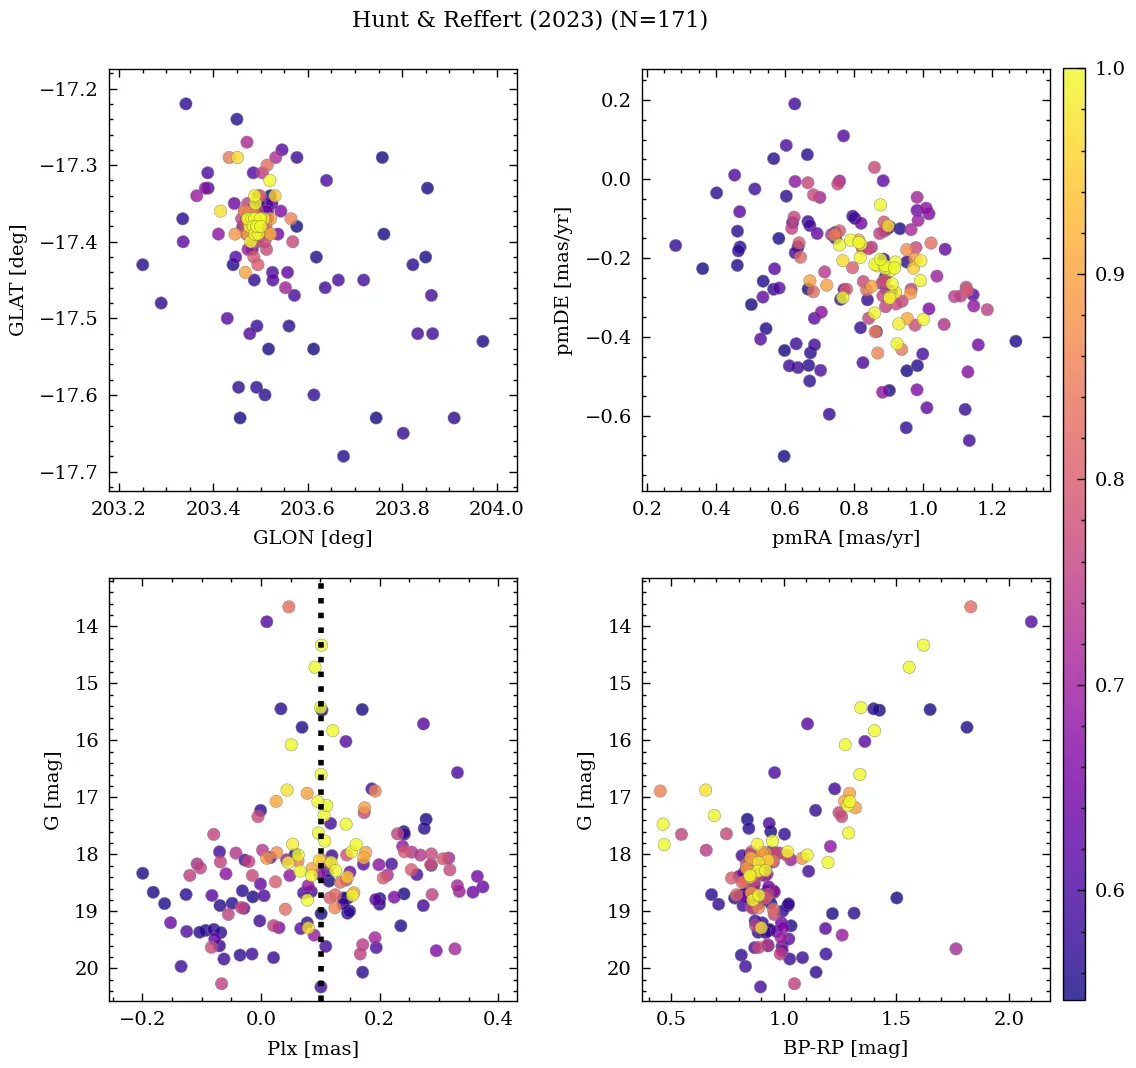 Hunt & Reffert (2023) (N=171)
−17.2
−17.3
−17.4
−17.5
−17.6
−17.7
GLAT [deg]
203.2 203.4 203.6 203.8 204.0
GLON [deg]
0.2
0.0
−0.2
−0.4
−0.6
pmDE [mas/yr]
0.2 0.4 0.6 0.8 1.0 1.2
pmRA [mas/yr]
1.0
0.9
0.8
0.7
0.6
14
15
16
17
18
19
20
G [mag]
−0.2 0.0 0.2 0.4
Plx [mas]
14
15
16
17
18
19
20
G [mag]
0.5 1.0 1.5 2.0
BP-RP [mag]